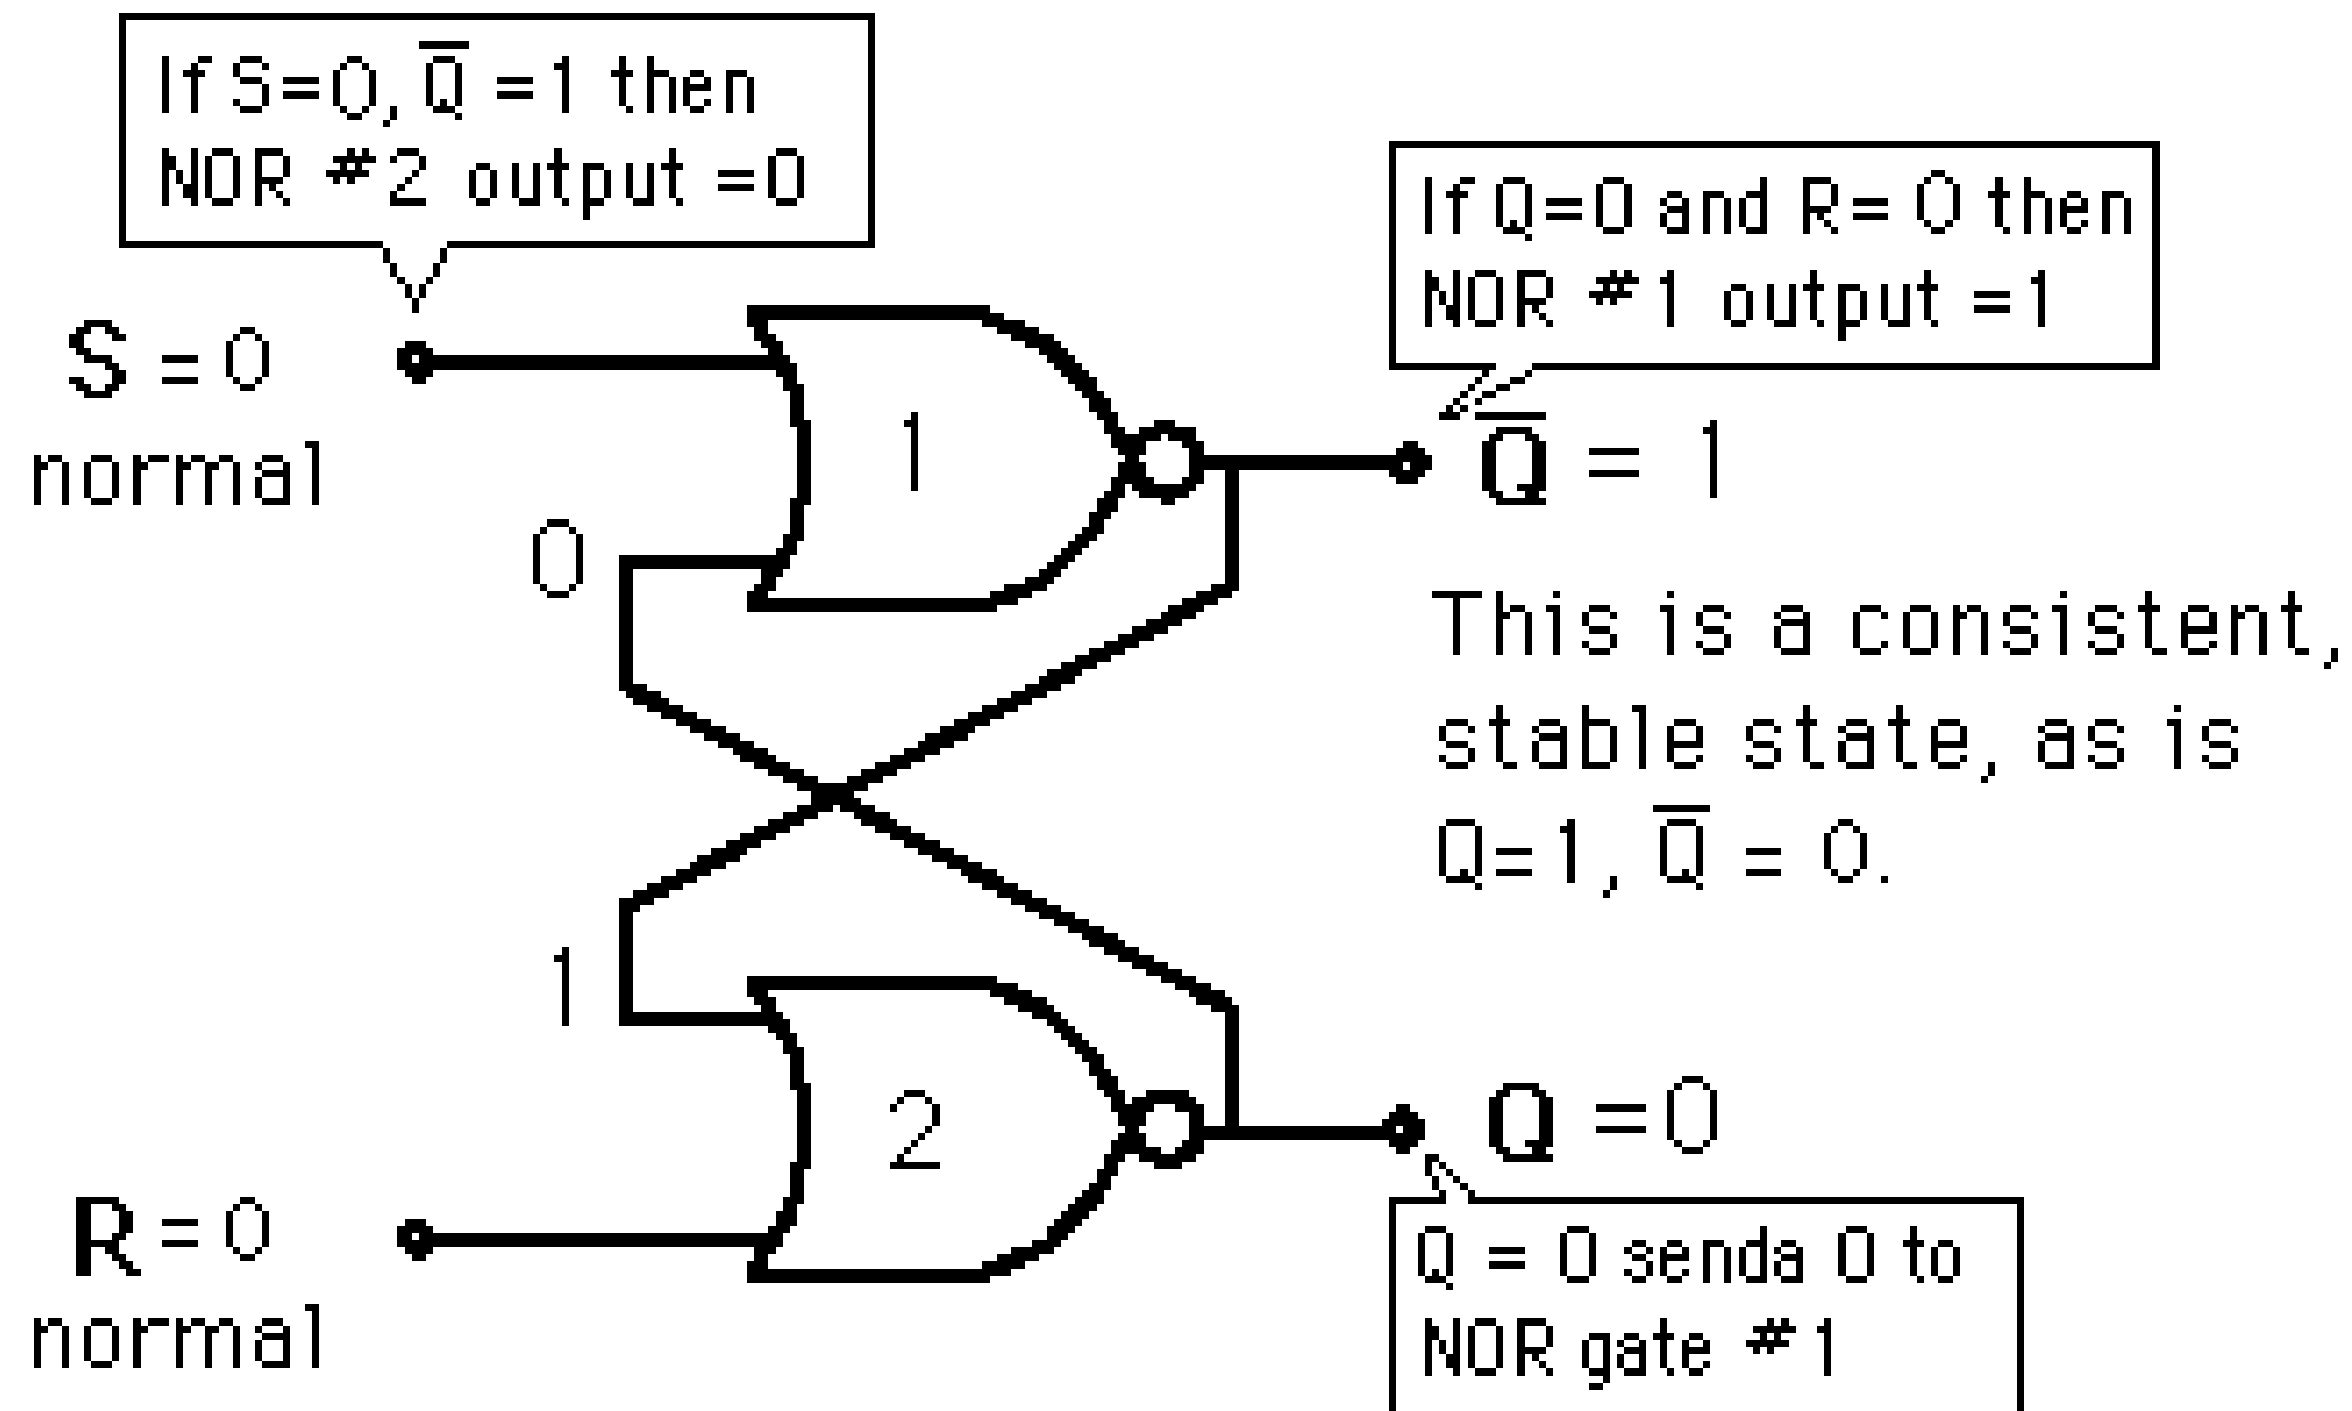 If S=0, Q̅ =1 then
NOR #2 output =0
If Q=0 and R= 0 then
NOR #1 output =1
S =0
normal
1
Q̅ = 1
0
This is a consistent,
stable state, as is
Q=1, Q̅ = 0.
1
2
Q =0
R =0
normal
Q = 0 senda 0 to
NOR gate #1